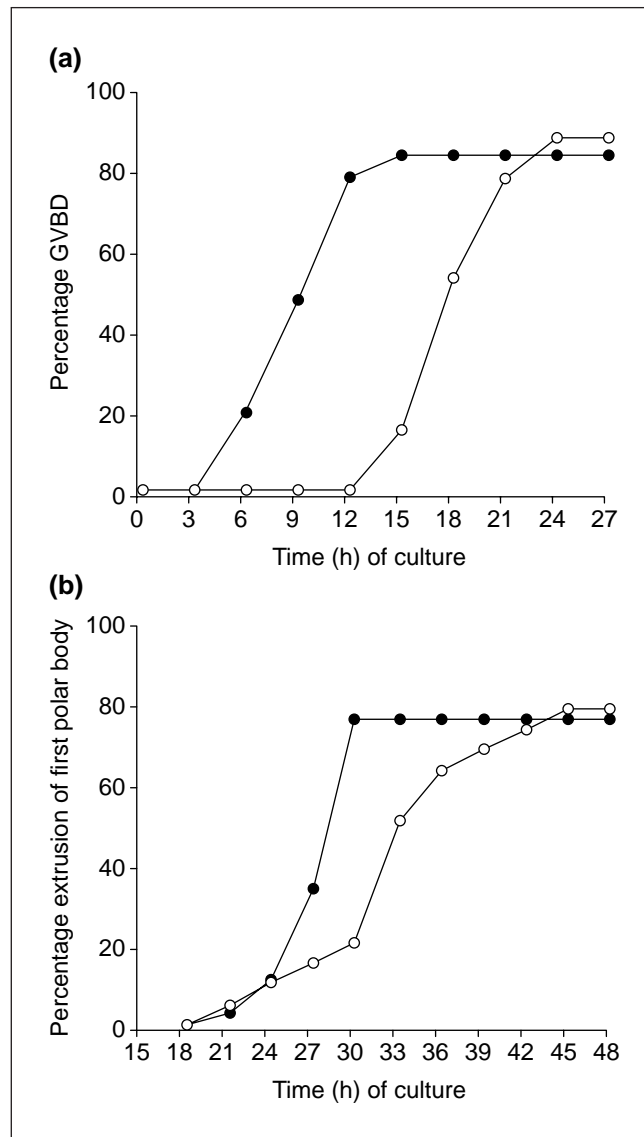 (a)
100
80
60
40
20
0
Percentage GVBD
0 3 6 9 12 15 18 21 24 27
Time (h) of culture
(b)
100
80
60
40
20
0
Percentage extrusion of first polar body
15 18 21 24 27 30 33 36 39 42 45 48
Time (h) of culture